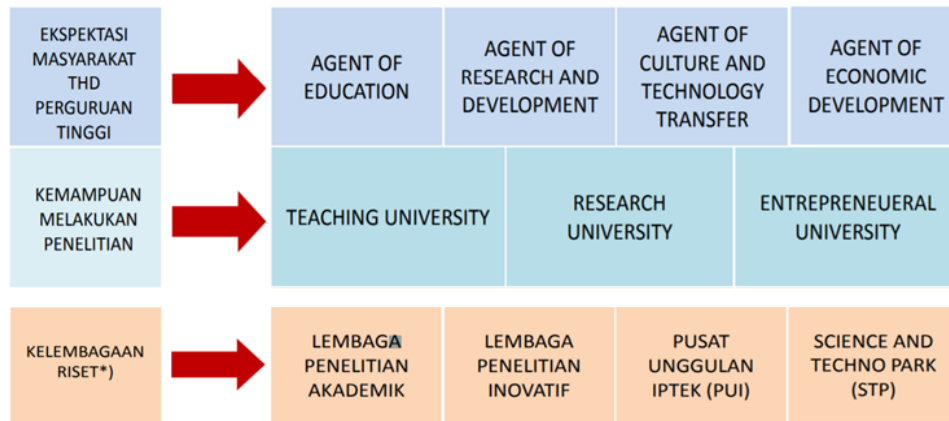 EKSPEKTASI
MASYARAKAT
THD
PERGURUAN
TINGGI
AGENT OF
EDUCATION
AGENT OF
RESEARCH AND
DEVELOPMENT
AGENT OF
CULTURE AND
TECHNOLOGY
TRANSFER
AGENT OF
ECONOMIC
DEVELOPMENT
KEMAMPUAN
MELAKUKAN
PENELITIAN
TEACHING UNIVERSITY
RESEARCH
UNIVERSITY
ENTREPRENEUERAL
UNIVERSITY
KELEMBAGAAN
RISET*)
LEMBAGA
PENELITIAN
AKADEMIK
LEMBAGA
PENELITIAN
INOVATIF
PUSAT
UNGGULAN
IPTEK (PUI)
SCIENCE AND
TECHNO PARK
(STP)